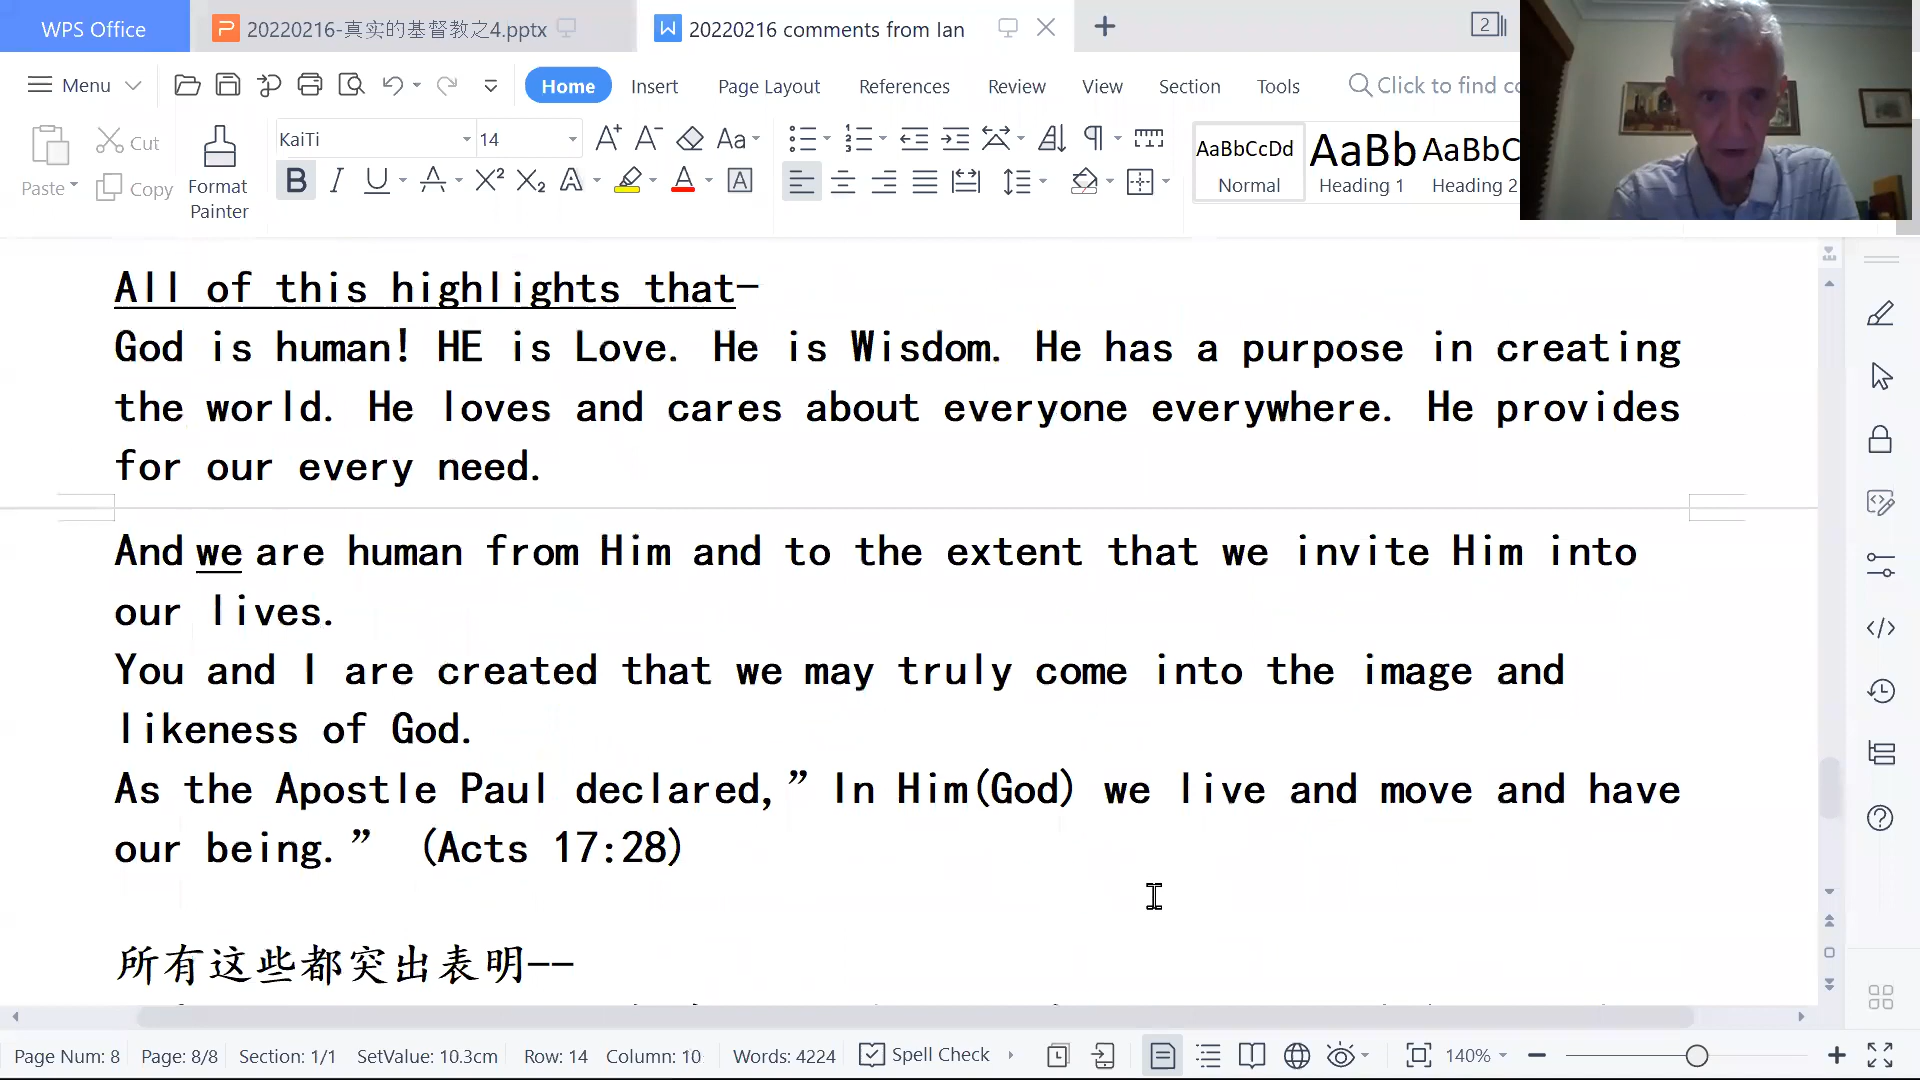 WPS Office
20220216-真实的基督教之4.pptx
20220216 comments from Ian
2
Menu
Home
Insert
Page Layout
References
Review
View
Section
Tools
Click to find co
Paste
Cut
Copy
Format
Painter
KaiTi
14
AaBbCcDd
Normal
AaBb
Heading 1
AaBbC
Heading 2
All of this highlights that-
God is human! HE is Love. He is Wisdom. He has a purpose in creating
the world. He loves and cares about everyone everywhere. He provides
for our every need.
And we are human from Him and to the extent that we invite Him into
our lives.
You and I are created that we may truly come into the image and
likeness of God.
As the Apostle Paul declared,” In Him(God) we live and move and have
our being.” (Acts 17:28)
所有这些都突出表明--
Page Num: 8
Page: 8/8
Section: 1/1
SetValue: 10.3cm
Row: 14
Column: 10
Words: 4224
Spell Check
140%